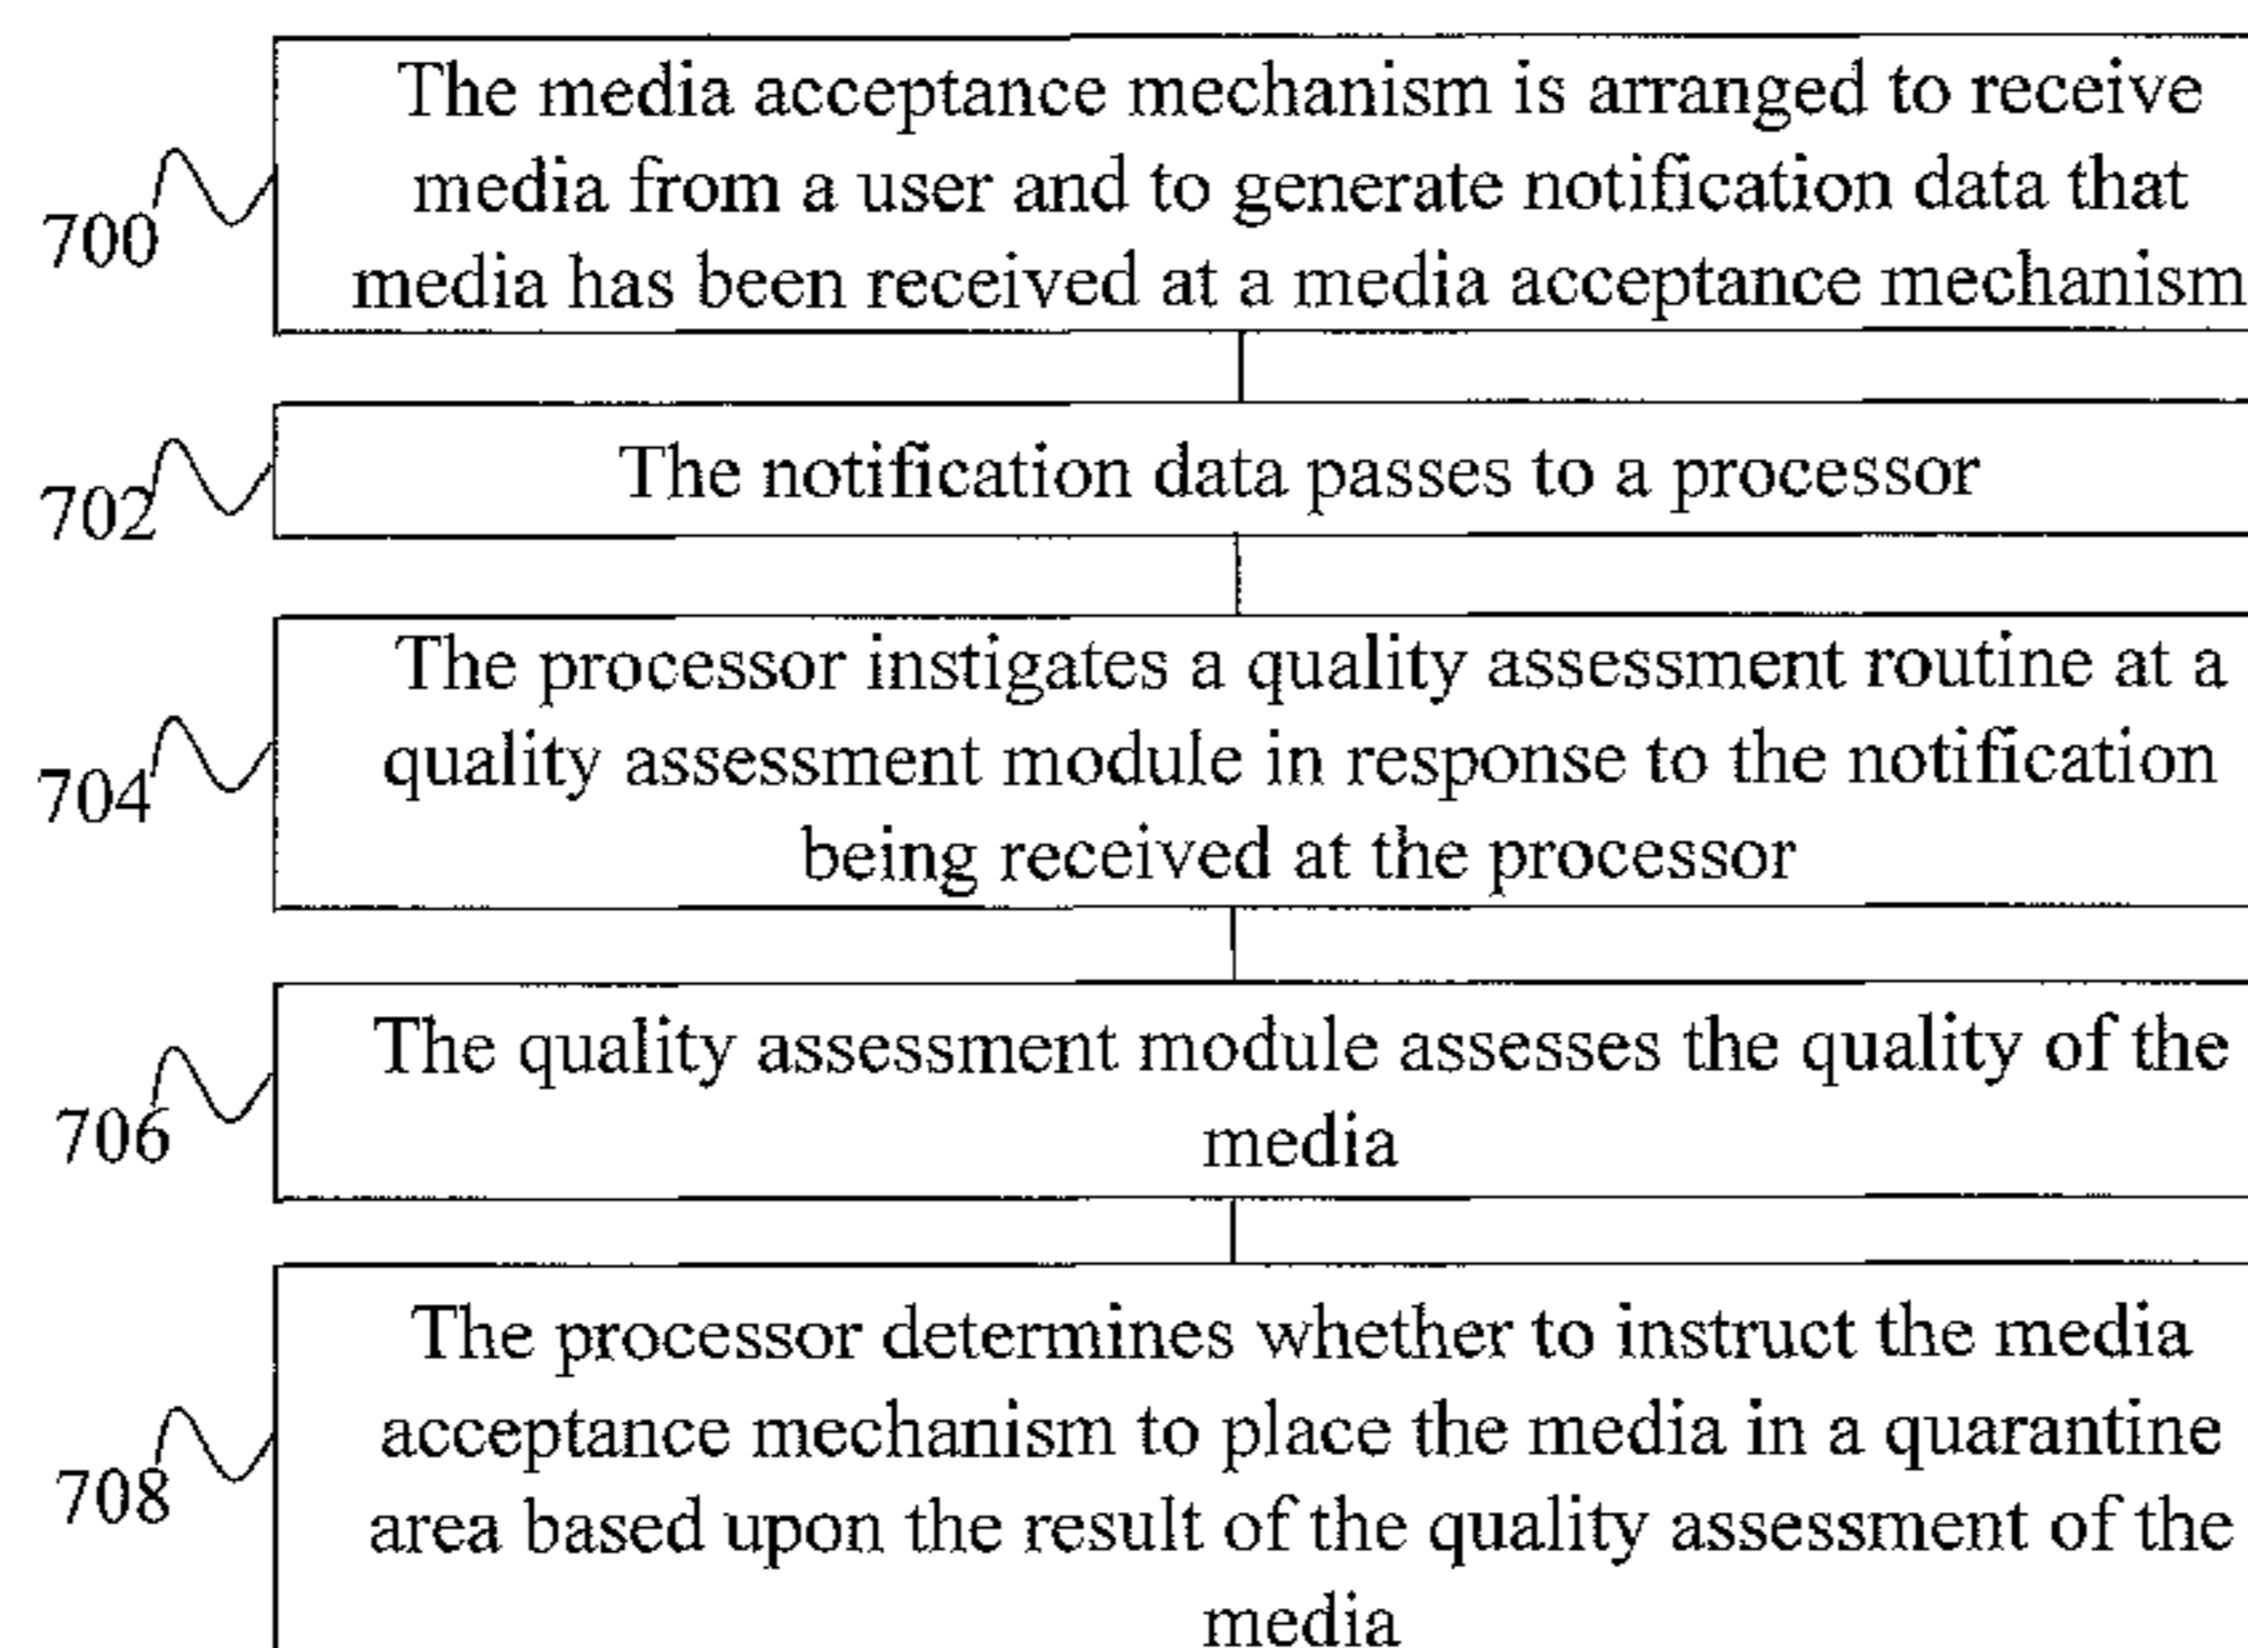 The media acceptance mechanism is arranged to receive
media from a user and to generate notification data that
media has been received at a media acceptance mechanism
700
The notification data passes to a processor
702
The processor instigates a quality assessment routine at a
quality assessment module in response to the notification
being received at the processor
704
The quality assessment module assesses the quality of the
media
706
The processor determines whether to instruct the media
acceptance mechanism to place the media in a quarantine
area based upon the result of the quality assessment of the
media
708